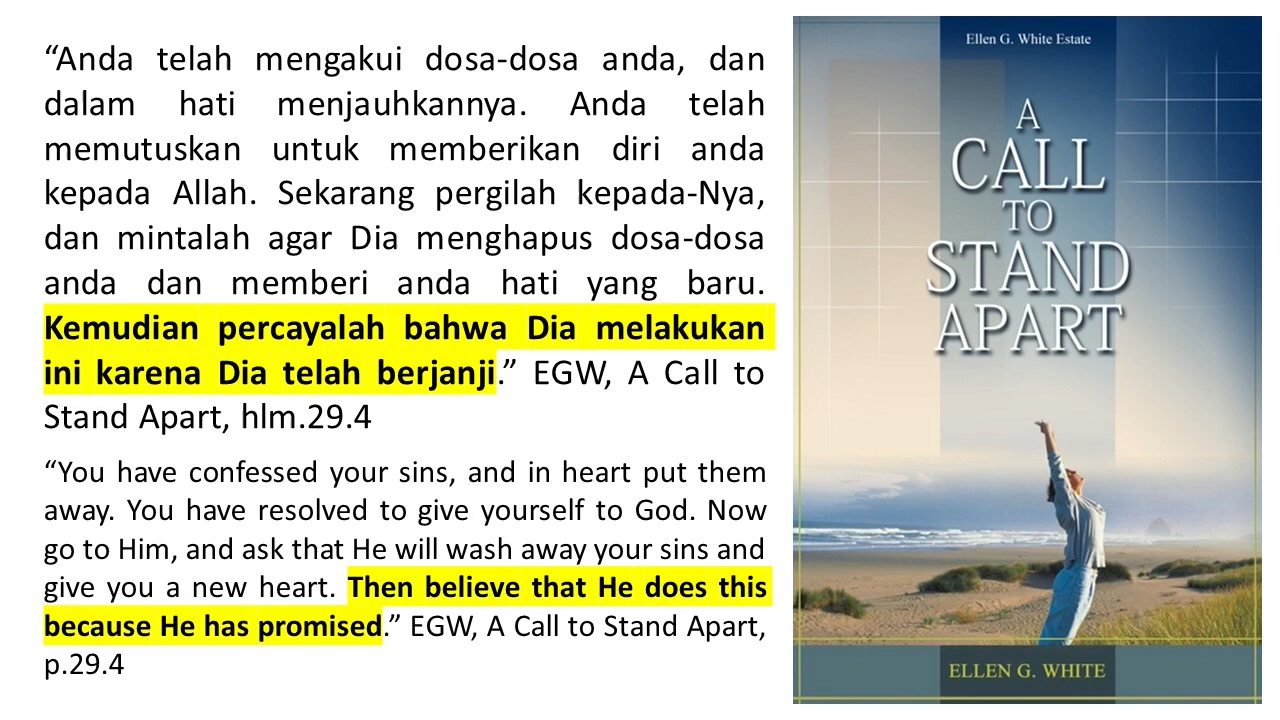 “Anda telah mengakui dosa-dosa anda, dan
dalam hati menjauhkannya. Anda telah
memutuskan untuk memberikan diri anda
kepada Allah. Sekarang pergilah kepada-Nya,
dan mintalah agar Dia menghapus dosa-dosa
anda dan memberi anda hati yang baru.
Kemudian percayalah bahwa Dia melakukan
ini karena Dia telah berjanji.” EGW, A Call to
Stand Apart, hlm.29.4
“You have confessed your sins, and in heart put them
away. You have resolved to give yourself to God. Now
go to Him, and ask that He will wash away your sins and
give you a new heart. Then believe that He does this
because He has promised.” EGW, A Call to Stand Apart,
p.29.4
Ellen G. White Estate
A
CALL
TO
STAND
APART
ELLEN G. WHITE